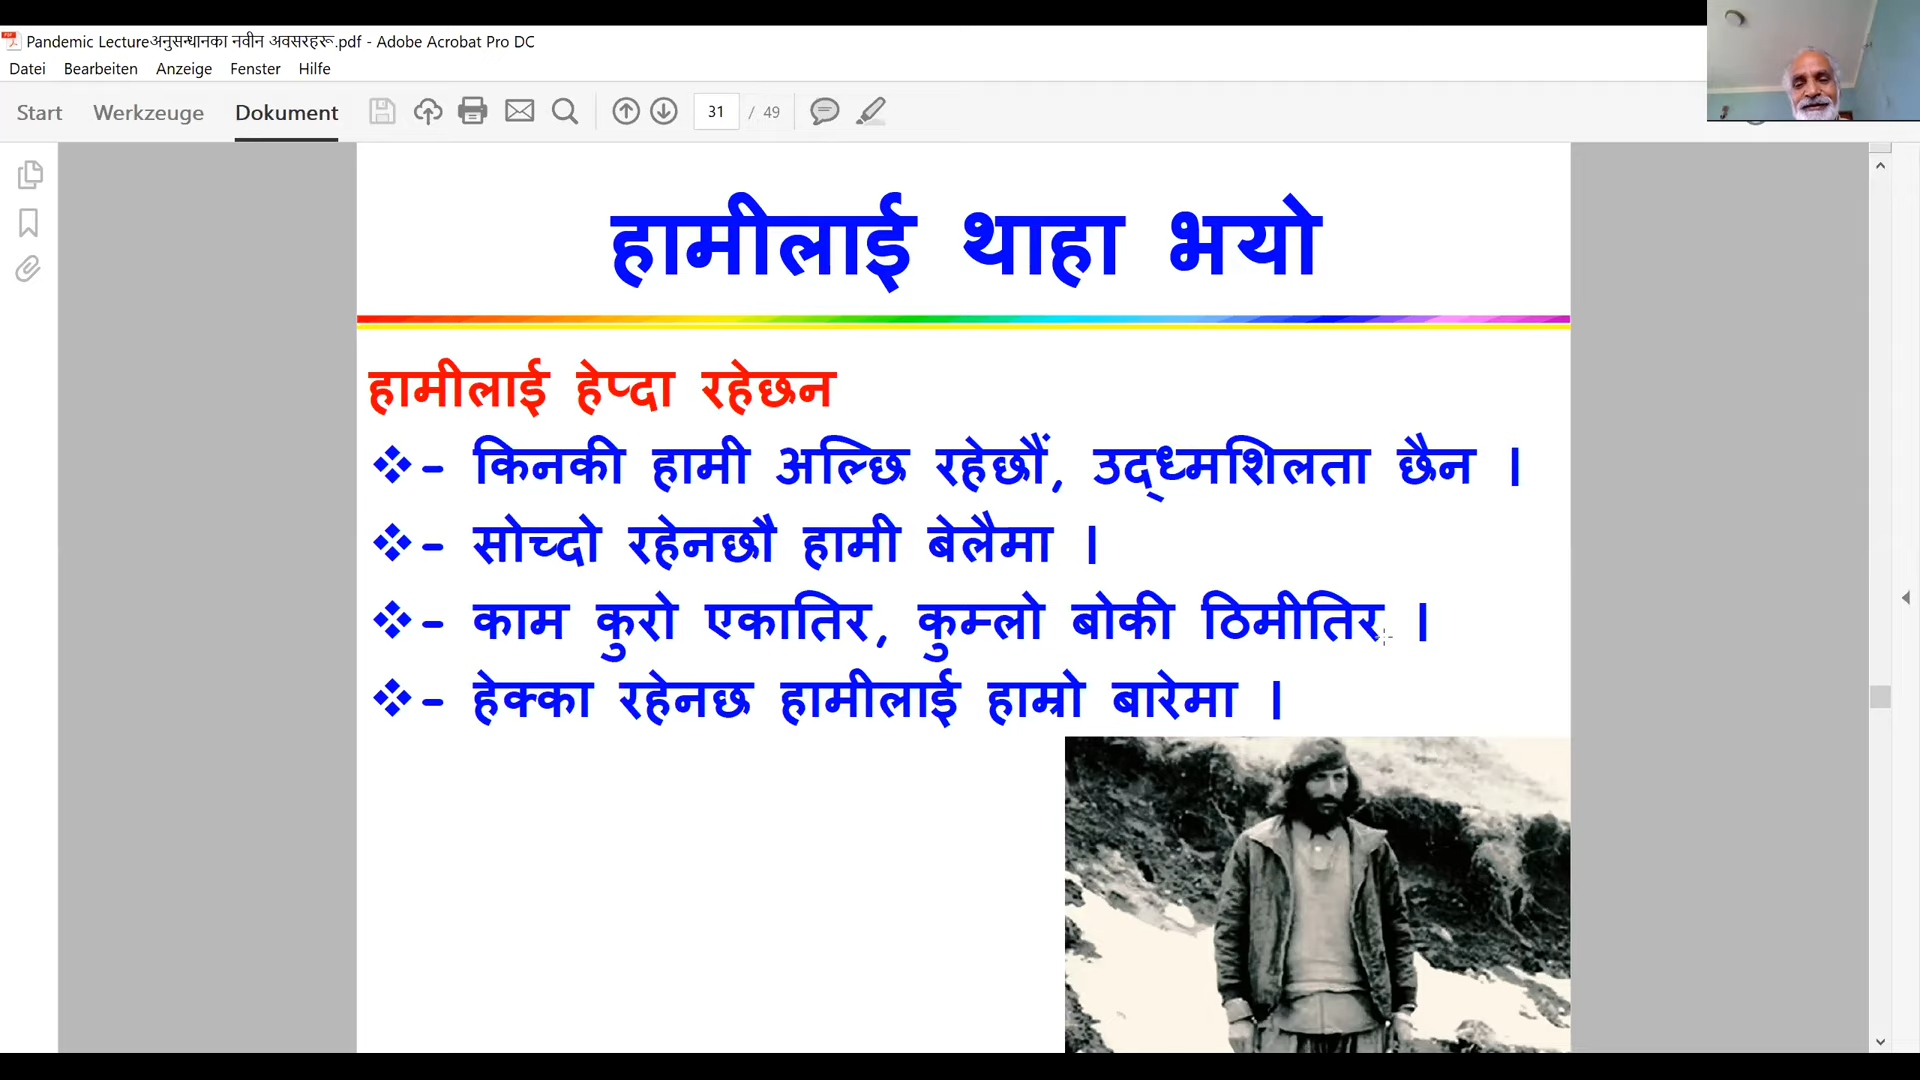 Pandemic Lectureअनुसन्धानका नवीन अवसरहरू.pdf - Adobe Acrobat Pro DC
Datei Bearbeiten Anzeige Fenster Hilfe
Start Werkzeuge Dokument 31 / 49
हामीलाई थाहा भयो
हामीलाई हेप्दा रहेछन
❖– किनकी हामी अल्छि रहेछौं, उद्ध्मशिलता छैन ।
❖– सोच्दो रहेनछौ हामी बेलैमा ।
❖– काम कुरो एकातिर, कुम्लो बोकी ठिमीतिर ।
❖– हेक्का रहेनछ हामीलाई हाम्रो बारेमा ।